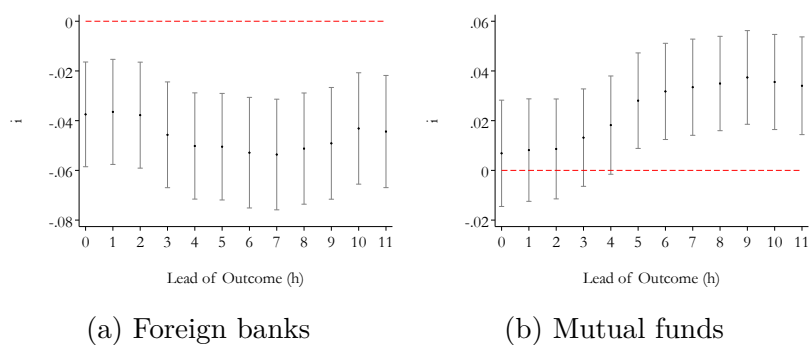 0
-.02
-.04
-.06
-.08
i
0 1 2 3 4 5 6 7 8 9 10 11
Lead of Outcome (h)
(a) Foreign banks
.06
.04
.02
0
-.02
i
0 1 2 3 4 5 6 7 8 9 10 11
Lead of Outcome (h)
(b) Mutual funds